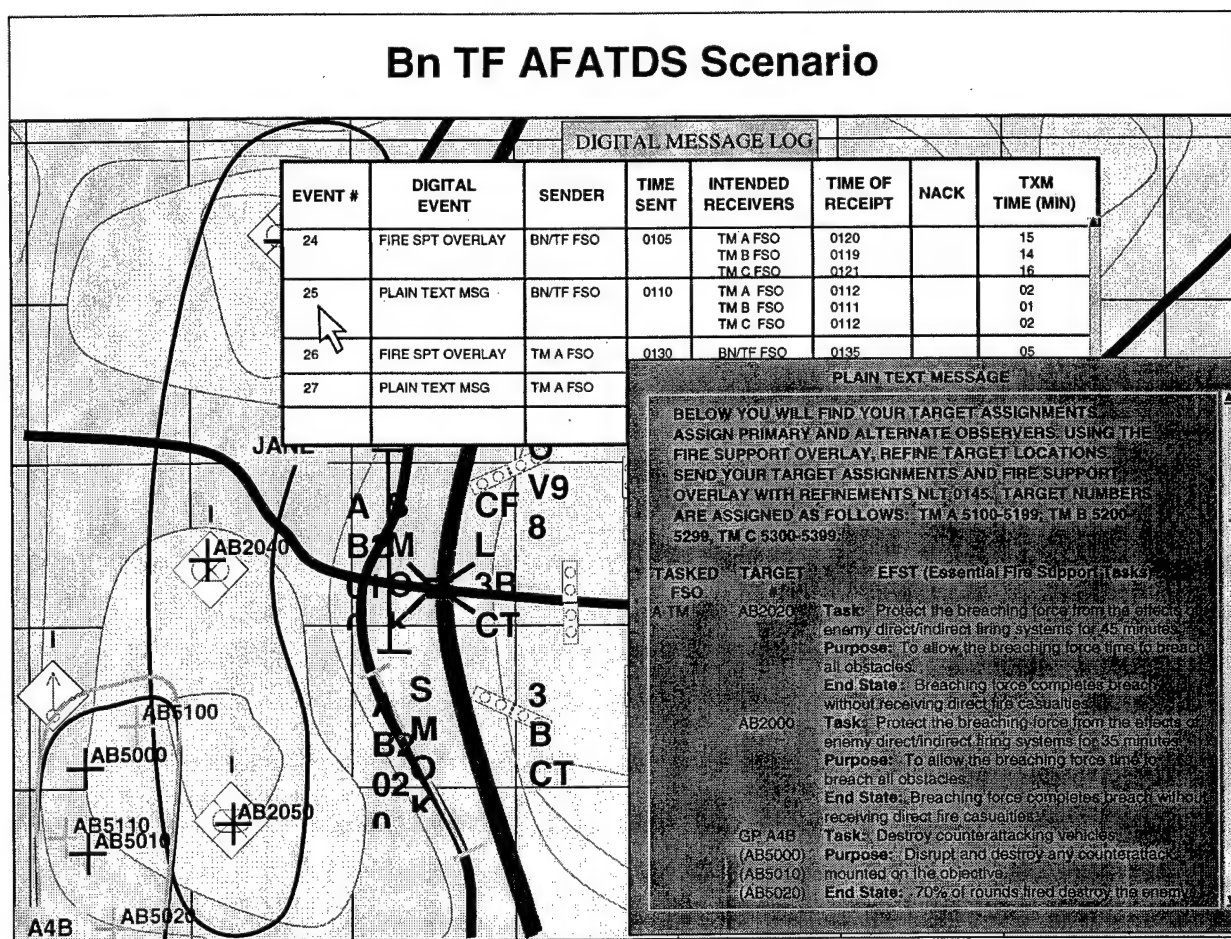 Bn TF AFATDS Scenario
DIGITAL MESSAGE LOG
EVENT # DIGITAL EVENT SENDER TIME SENT INTENDED RECEIVERS TIME OF RECEIPT NACK TXM TIME (MIN)
24 FIRE SPT OVERLAY BN/TF FSO 0105 TM A FSO 0120 15
TM B FSO 0119 14
TM C FSO 0121 16
25 PLAIN TEXT MSG BN/TF FSO 0110 TM A FSO 0112 02
TM B FSO 0111 01
TM C FSO 0112 02
26 FIRE SPT OVERLAY TM A FSO 0130 BN/TF FSO 0135 05
27 PLAIN TEXT MSG TM A FSO
PLAIN TEXT MESSAGE
BELOW YOU WILL FIND YOUR TARGET ASSIGNMENTS.
ASSIGN PRIMARY AND ALTERNATE OBSERVERS. USING THE
FIRE SUPPORT OVERLAY, REFINE TARGET LOCATIONS.
SEND YOUR TARGET ASSIGNMENTS AND FIRE SUPPORT
OVERLAY WITH REFINEMENTS NLT 0145. TARGET NUMBERS
ARE ASSIGNED AS FOLLOWS: TM A 5100-5199, TM B 5200-
5299, TM C 5300-5399.
TASKED FSO TARGET EFST (Essential Fire Support Tasks)
A TM AB2020 Task: Protect the breaching force from the effects of
enemy direct/indirect firing systems for 45 minutes.
Purpose: To allow the breaching force time to breach
all obstacles.
End State: Breaching force completes breach
without receiving direct fire casualties.
AB2000 Task: Protect the breaching force from the effects of
enemy direct/indirect firing systems for 35 minutes.
Purpose: To allow the breaching force time to
breach all obstacles.
End State: Breaching force completes breach without
receiving direct fire casualties.
GP A4B Task: Destroy counterattacking vehicles.
(AB5000) Purpose: Disrupt and destroy any counterattack
(AB5010) mounted on the objective.
(AB5020) End State: 70% of rounds fired destroy the enemy
JANE
AB2040
CF
L
3B
CT
V9
8
S
M
O
K
3
B
CT
AB5100
AB5000
AB2050
AB5110
AB5010
AB5020
A4B